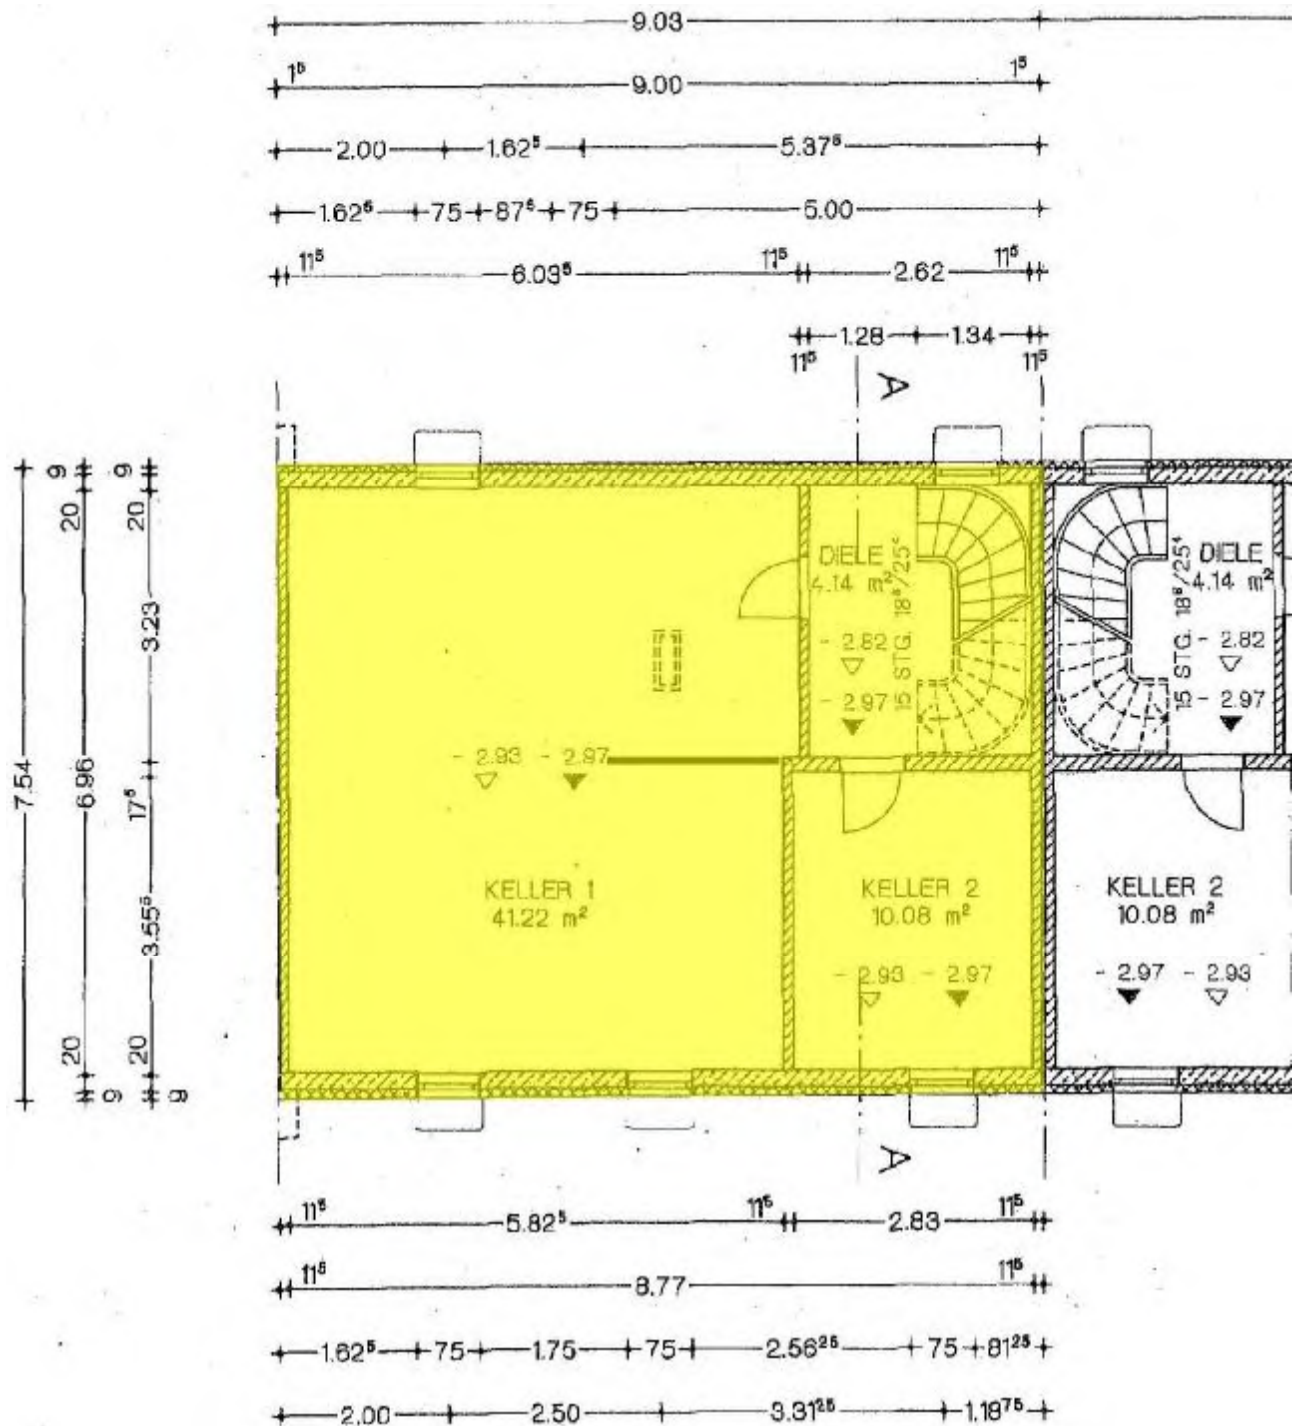 9.03
1⁵ 9.00 1⁵
2.00 1.62⁵ 5.37⁵
1.62⁵ 75 87⁵ 75 5.00
11⁵ 6.03⁵ 11⁵ 2.62 11⁵
1.28 1.34
11⁵ 11⁵
A
9 9
20 20
DIELE
4.14 m²
DIELE
4.14 m²
15 STG. 18⁸/25⁴
15 STG. 18⁸/25⁴
3.23
- 2.82
- 2.97
- 2.82
- 2.97
- 2.93 - 2.97
7.54
6.96
17⁵
KELLER 1
41.22 m²
KELLER 2
10.08 m²
KELLER 2
10.08 m²
3.55⁵
- 2.93 - 2.97
- 2.97 - 2.93
20 20
9 9
A
11⁵ 5.82⁵ 11⁵ 2.83 11⁵
11⁵ 8.77 11⁵
1.62⁵ 75 1.75 75 2.56²⁵ 75 81²⁵
2.00 2.50 3.31²⁵ 1.18⁷⁵